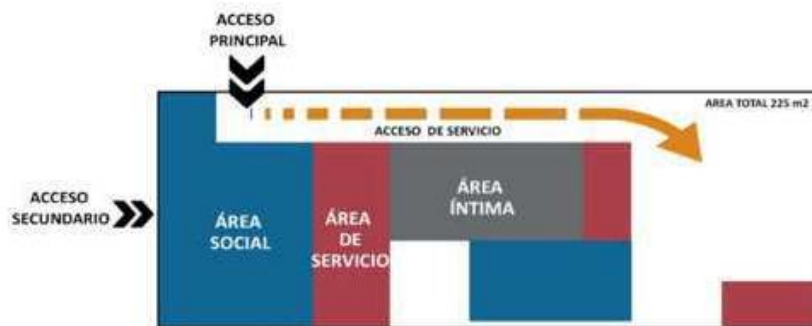 ACCESO
PRINCIPAL
AREA TOTAL 225 m2
ACCESO DE SERVICIO
ACCESO
SECUNDARIO
ÁREA
SOCIAL
ÁREA
DE
SERVICIO
ÁREA
ÍNTIMA